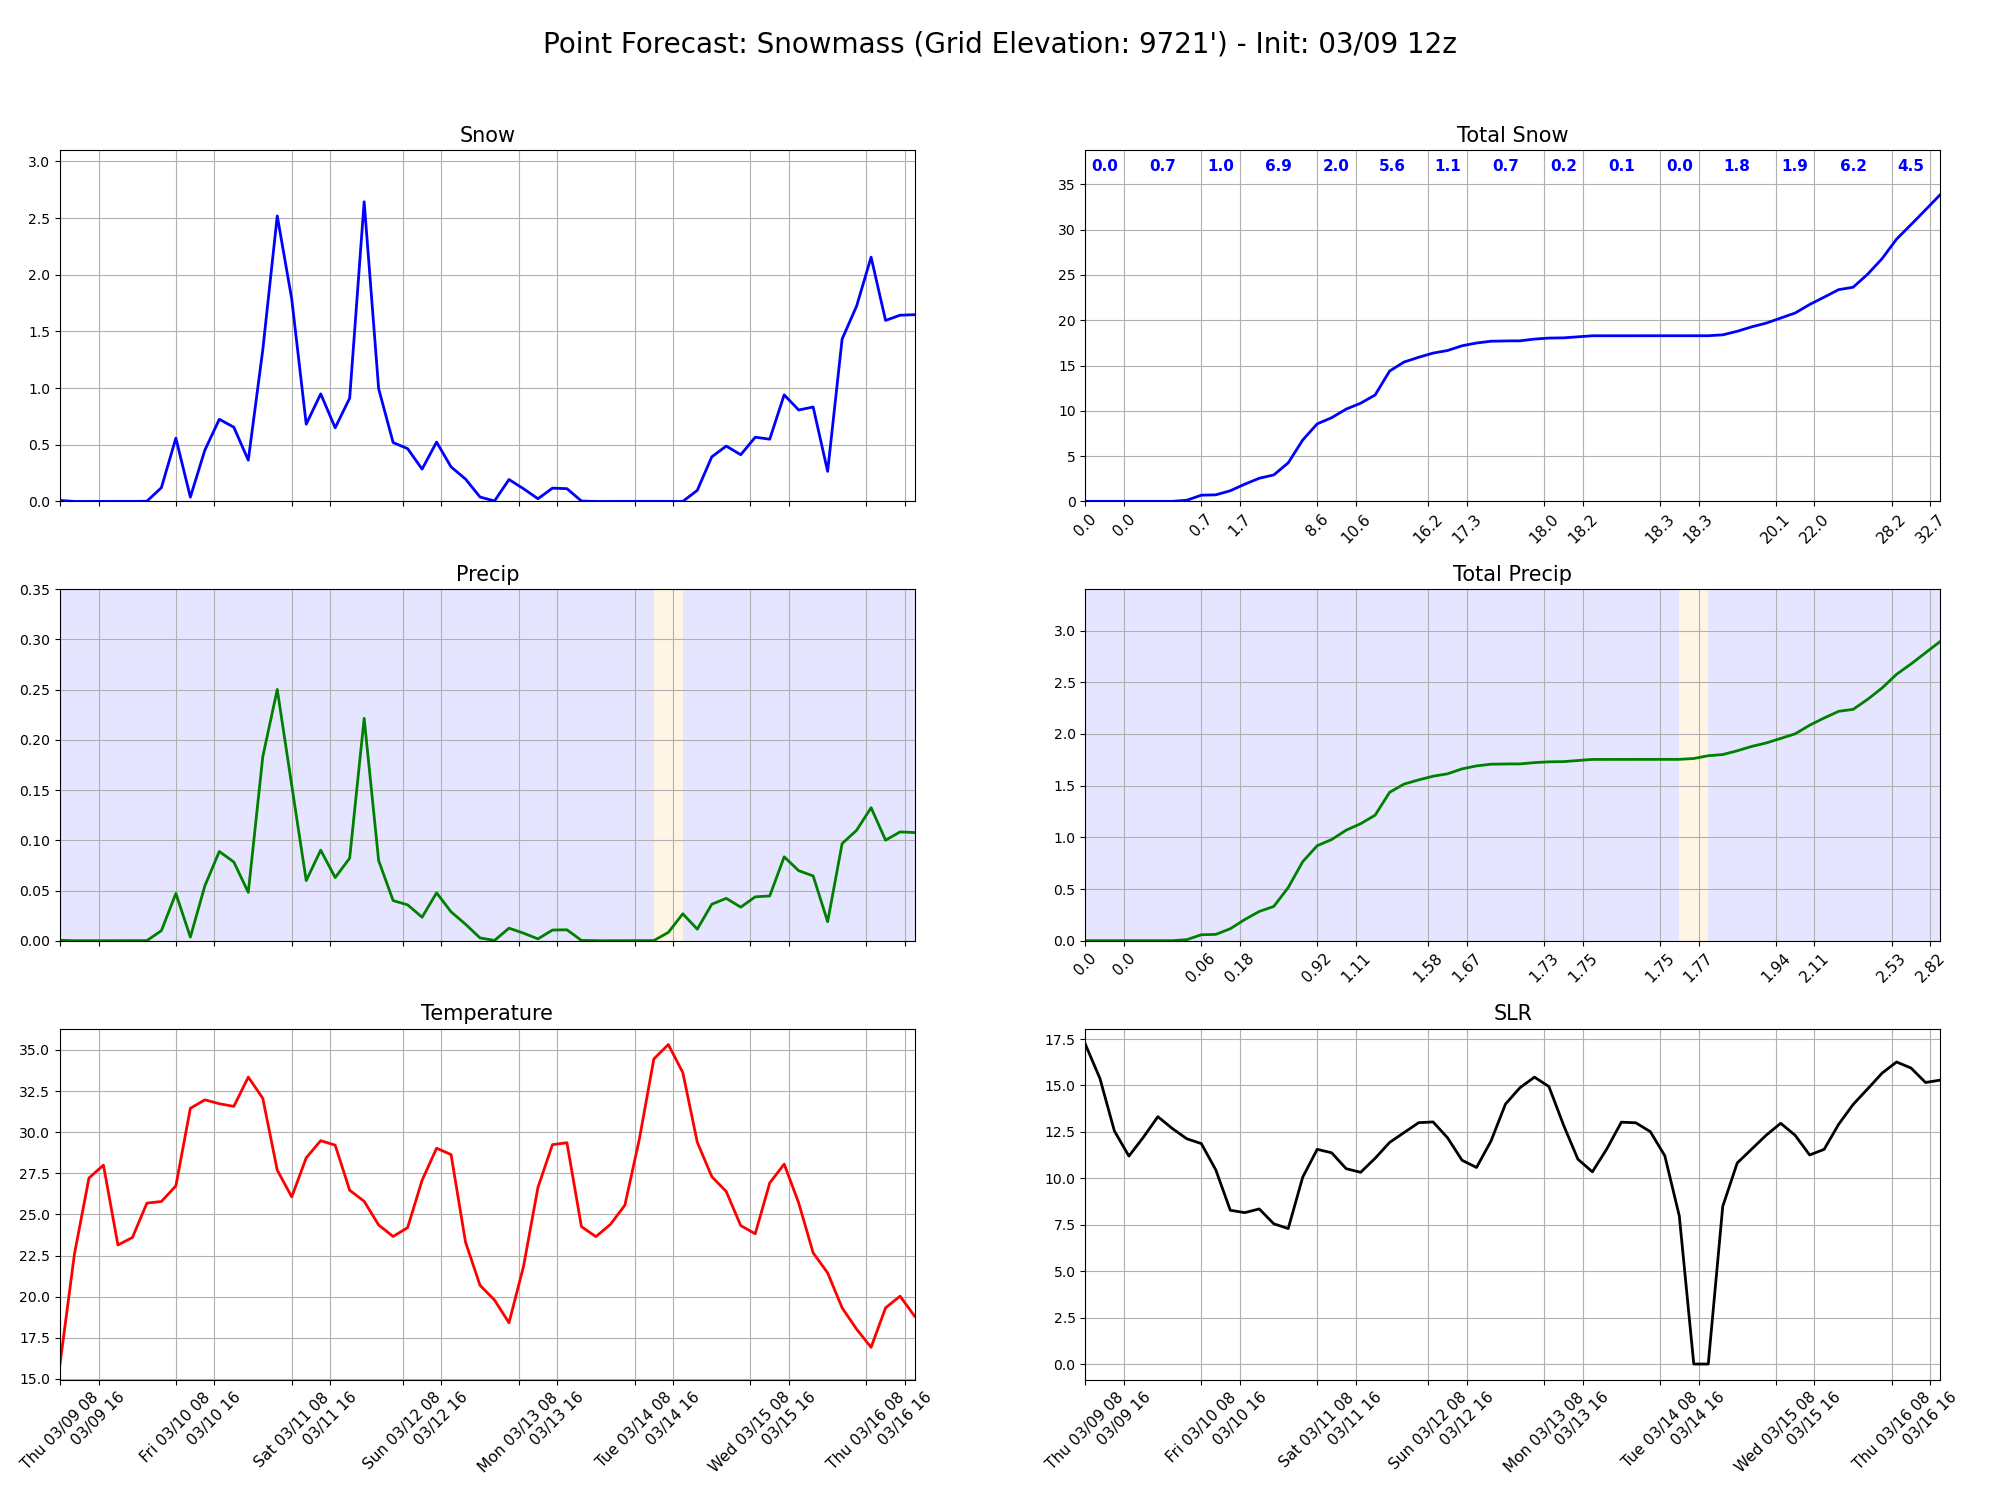 Point Forecast: Snowmass (Grid Elevation: 9721') - Init: 03/09 12z
Snow
3.0
2.5
2.0
1.5
1.0
0.5
0.0
Total Snow
0.0 0.7 1.0 6.9 2.0 5.6 1.1 0.7 0.2 0.1 0.0 1.8 1.9 6.2 4.5
35
30
25
20
15
10
5
0
0.0 0.0 0.7 1.7 8.6 10.6 16.2 17.3 18.0 18.2 18.3 18.3 20.1 22.0 28.2 32.7
Precip
0.35
0.30
0.25
0.20
0.15
0.10
0.05
0.00
Total Precip
3.0
2.5
2.0
1.5
1.0
0.5
0.0
0.0 0.0 0.06 0.18 0.92 1.11 1.58 1.67 1.73 1.75 1.75 1.77 1.94 2.11 2.53 2.82
Temperature
35.0
32.5
30.0
27.5
25.0
22.5
20.0
17.5
15.0
Thu 03/09 08
03/09 16
Fri 03/10 08
03/10 16
Sat 03/11 08
03/11 16
Sun 03/12 08
03/12 16
Mon 03/13 08
03/13 16
Tue 03/14 08
03/14 16
Wed 03/15 08
03/15 16
Thu 03/16 08
03/16 16
SLR
17.5
15.0
12.5
10.0
7.5
5.0
2.5
0.0
Thu 03/09 08
03/09 16
Fri 03/10 08
03/10 16
Sat 03/11 08
03/11 16
Sun 03/12 08
03/12 16
Mon 03/13 08
03/13 16
Tue 03/14 08
03/14 16
Wed 03/15 08
03/15 16
Thu 03/16 08
03/16 16